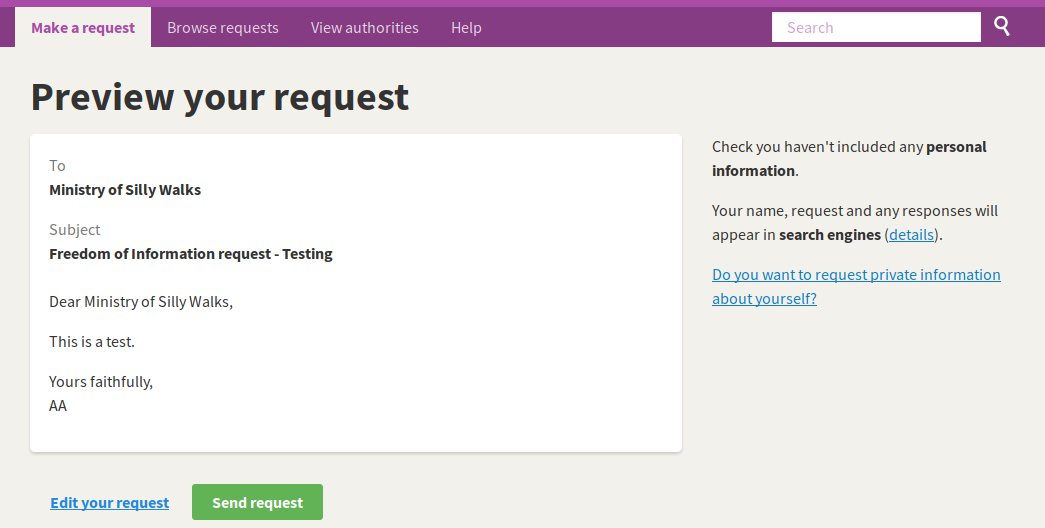 Make a request
Browse requests
View authorities
Help
Search
Preview your request
To
Ministry of Silly Walks
Subject
Freedom of Information request - Testing
Dear Ministry of Silly Walks,
This is a test.
Yours faithfully,
AA
Edit your request
Send request
Check you haven't included any personal
information.
Your name, request and any responses will
appear in search engines (details).
Do you want to request private information
about yourself?